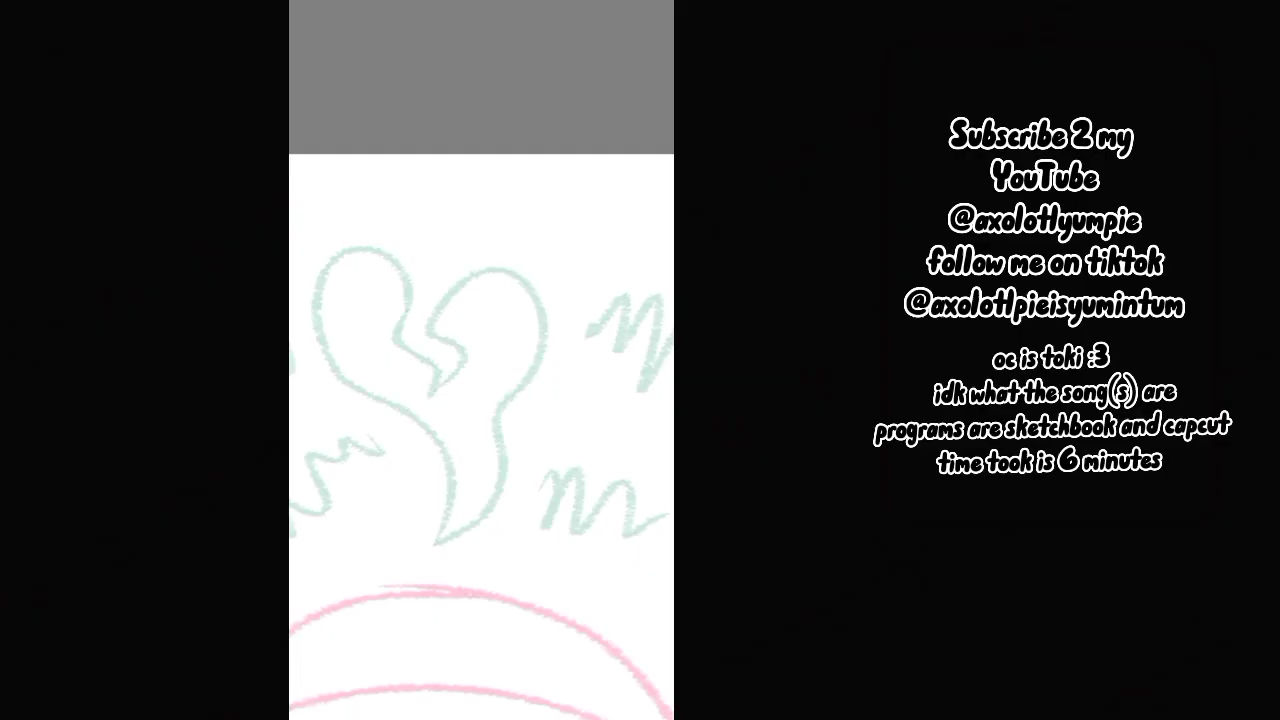 Subscribe 2 my
YouTube
@axolotlyumpie
follow me on tiktok
@axolotlpieisyumintum
oc is toki :3
idk what the song(s) are
programs are sketchbook and capcut
time took is 6 minutes